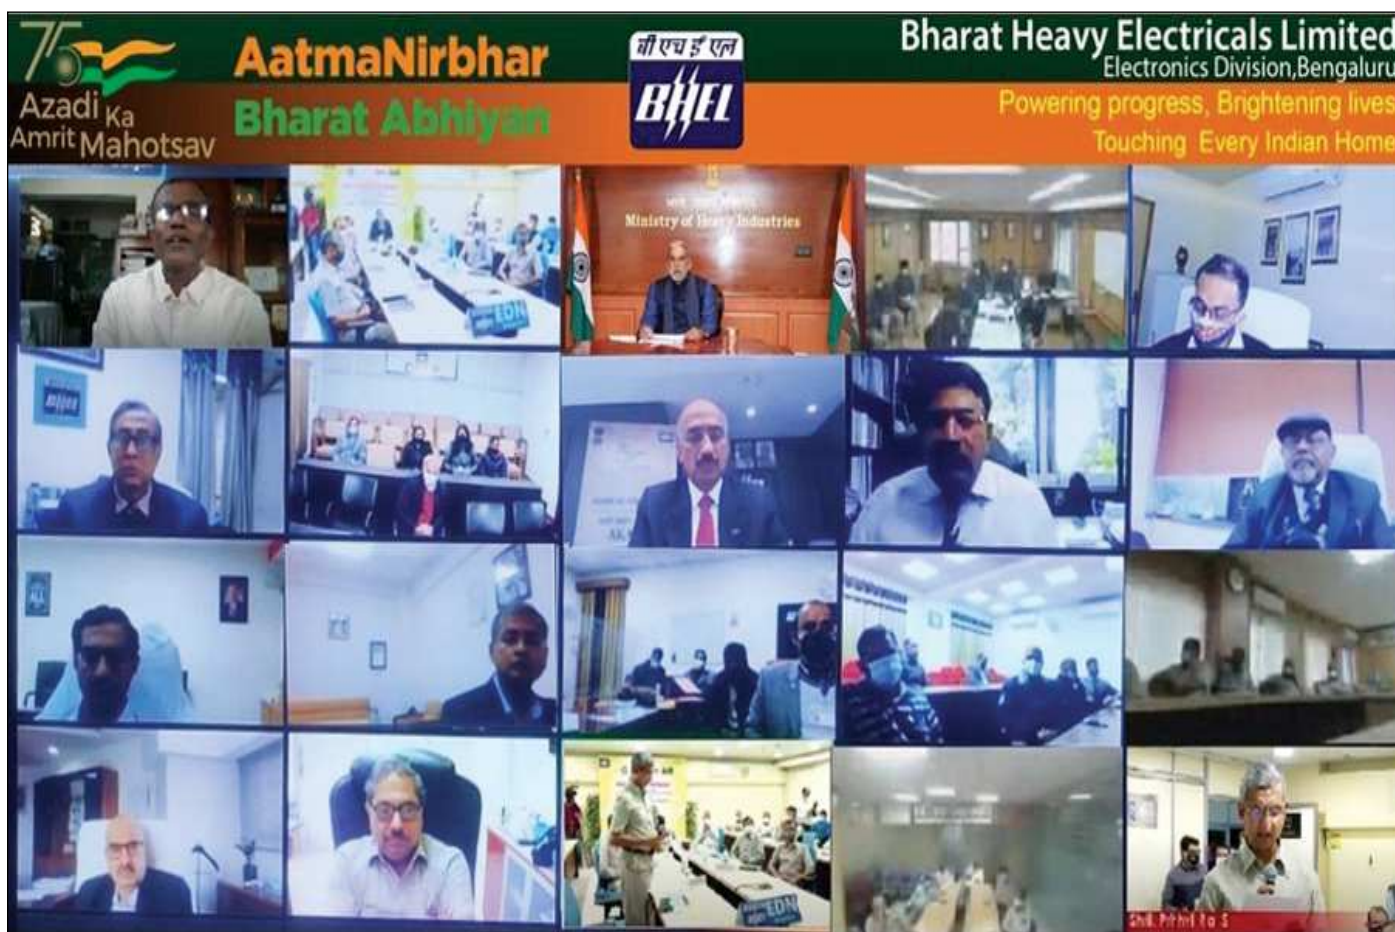 75
Azadi Ka
Amrit Mahotsav
AatmaNirbhar
Bharat Abhiyan
बी एच ई एल
BHEL
Bharat Heavy Electricals Limited
Electronics Division,Bengaluru
Powering progress, Brightening lives
Touching Every Indian Home
EDN
Ministry of Heavy Industries
BHEL
EDN